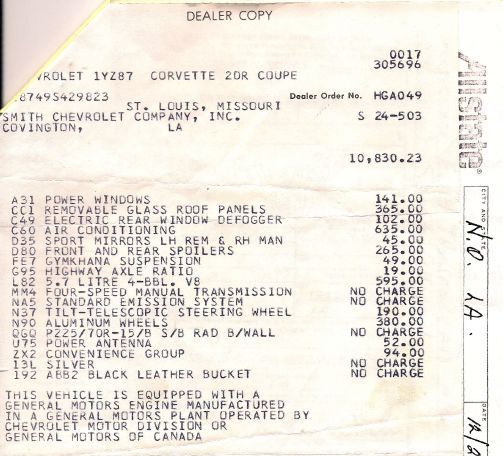 DEALER COPY
0017
305696
VROLET 1YZ87 CORVETTE 2DR COUPE
8749S429823
Dealer Order No. HGA049
ST. LOUIS, MISSOURI
SMITH CHEVROLET COMPANY, INC. S 24-503
COVINGTON, LA
10,830.23
A31 POWER WINDOWS 141.00
CC1 REMOVABLE GLASS ROOF PANELS 365.00
C49 ELECTRIC REAR WINDOW DEFOGGER 102.00
C60 AIR CONDITIONING 635.00
D35 SPORT MIRRORS LH REM & RH MAN 45.00
D80 FRONT AND REAR SPOILERS 265.00
FE7 GYMKHANA SUSPENSION 49.00
G95 HIGHWAY AXLE RATIO 19.00
L82 5.7 LITRE 4-BBL. V8 595.00
MM4 FOUR-SPEED MANUAL TRANSMISSION NO CHARGE
NA5 STANDARD EMISSION SYSTEM NO CHARGE
N37 TILT-TELESCOPIC STEERING WHEEL 190.00
N90 ALUMINUM WHEELS 380.00
QGQ P225/70R-15/B S/B RAD B/WALL NO CHARGE
U75 POWER ANTENNA 52.00
ZX2 CONVENIENCE GROUP 94.00
13L SILVER NO CHARGE
192 ABB2 BLACK LEATHER BUCKET NO CHARGE
THIS VEHICLE IS EQUIPPED WITH A
GENERAL MOTORS ENGINE MANUFACTURED
IN A GENERAL MOTORS PLANT OPERATED BY
CHEVROLET MOTOR DIVISION OR
GENERAL MOTORS OF CANADA
Allstate®
CITY AND STATE
N.O. LA.
DATE